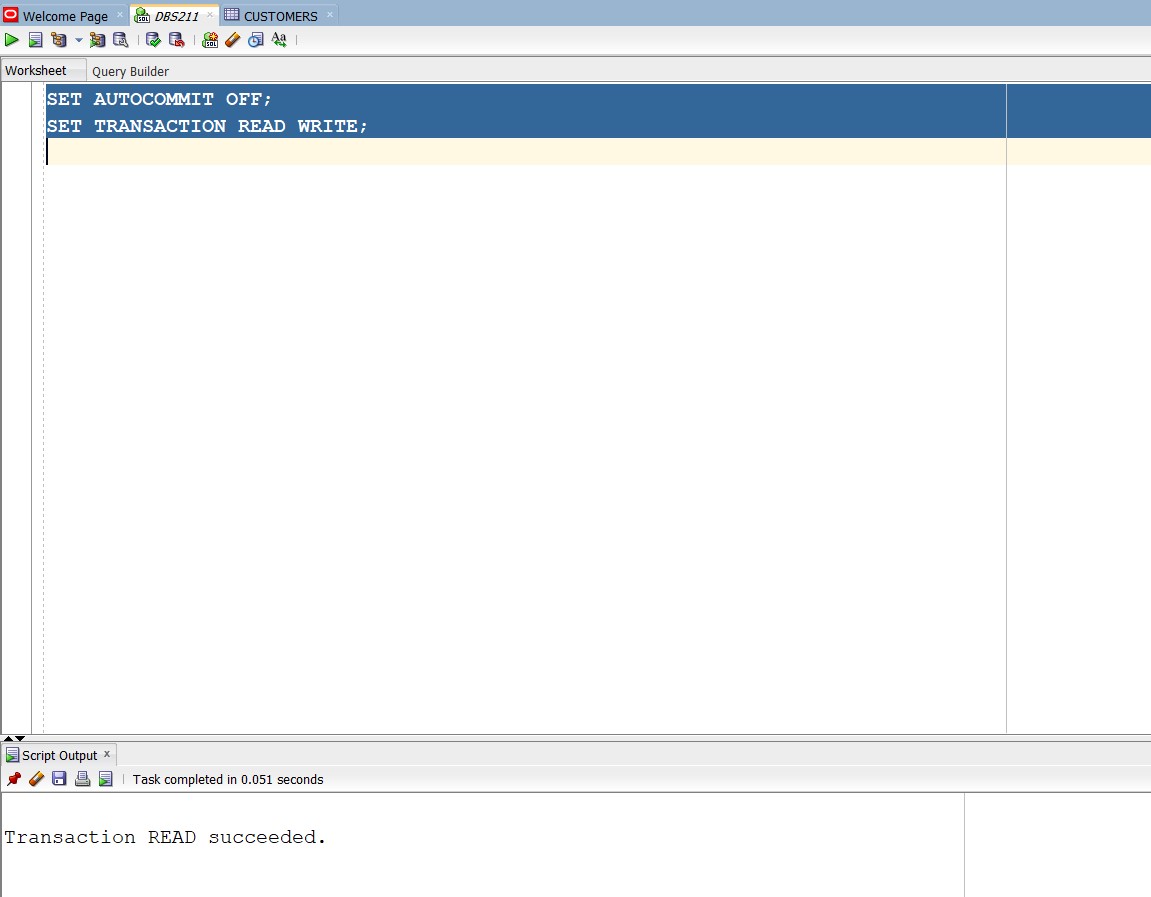 Welcome Page DBS211 CUSTOMERS
Worksheet Query Builder
SET AUTOCOMMIT OFF;
SET TRANSACTION READ WRITE;
Script Output
Task completed in 0.051 seconds
Transaction READ succeeded.